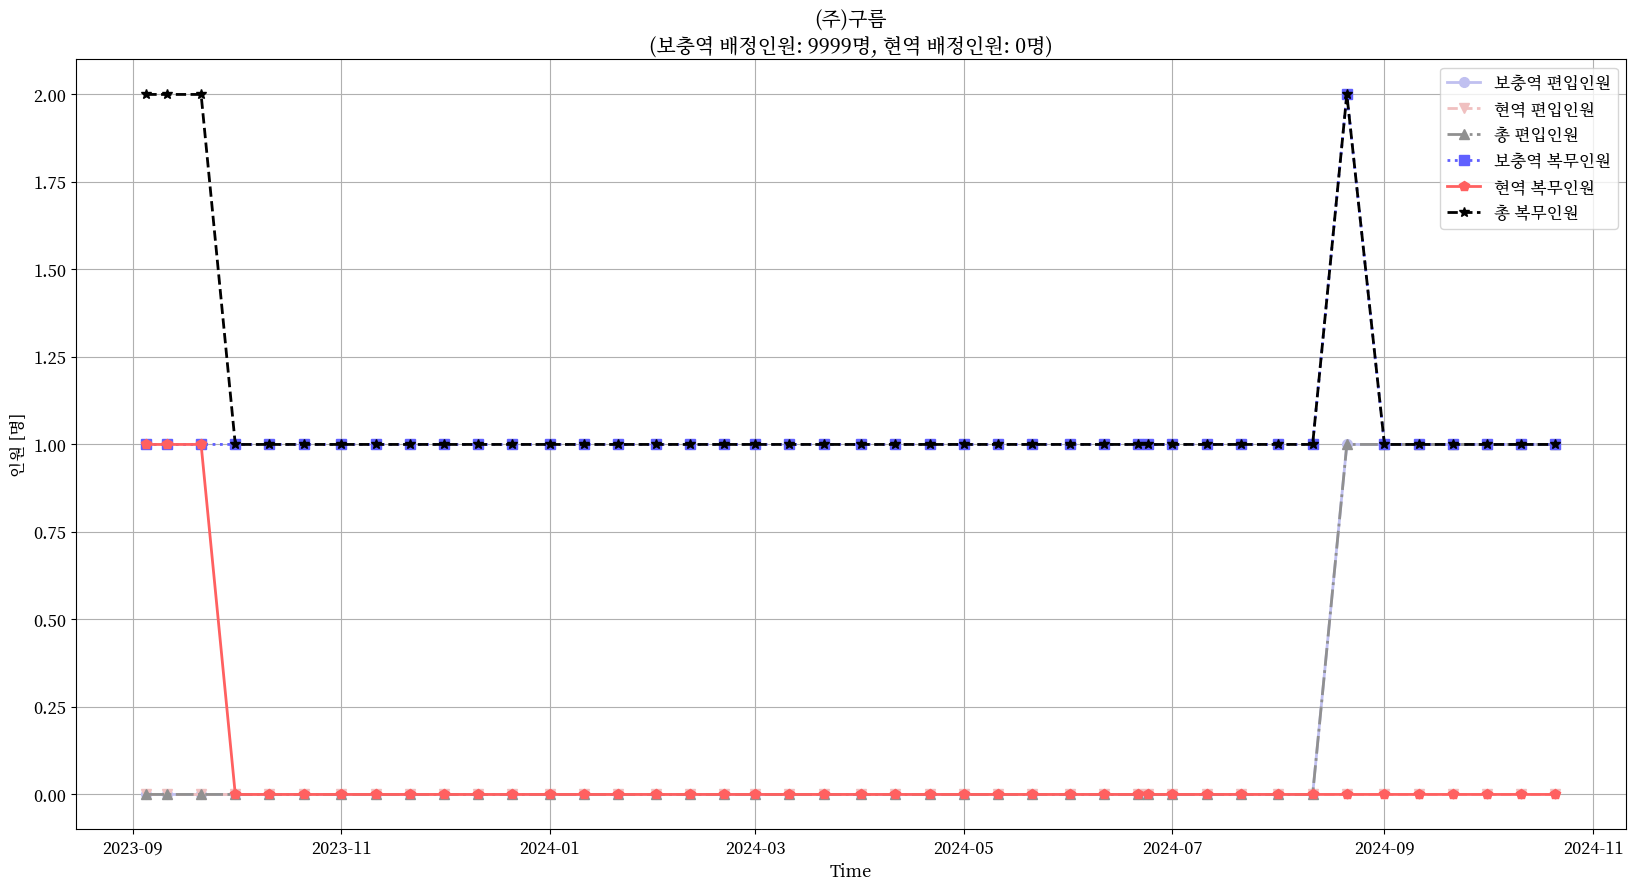 (주)구름
(보충역 배정인원: 9999명, 현역 배정인원: 0명)
보충역 편입인원
현역 편입인원
총 편입인원
보충역 복무인원
현역 복무인원
총 복무인원
인원 [명]
2.00
1.75
1.50
1.25
1.00
0.75
0.50
0.25
0.00
2023-09
2023-11
2024-01
2024-03
2024-05
2024-07
2024-09
2024-11
Time